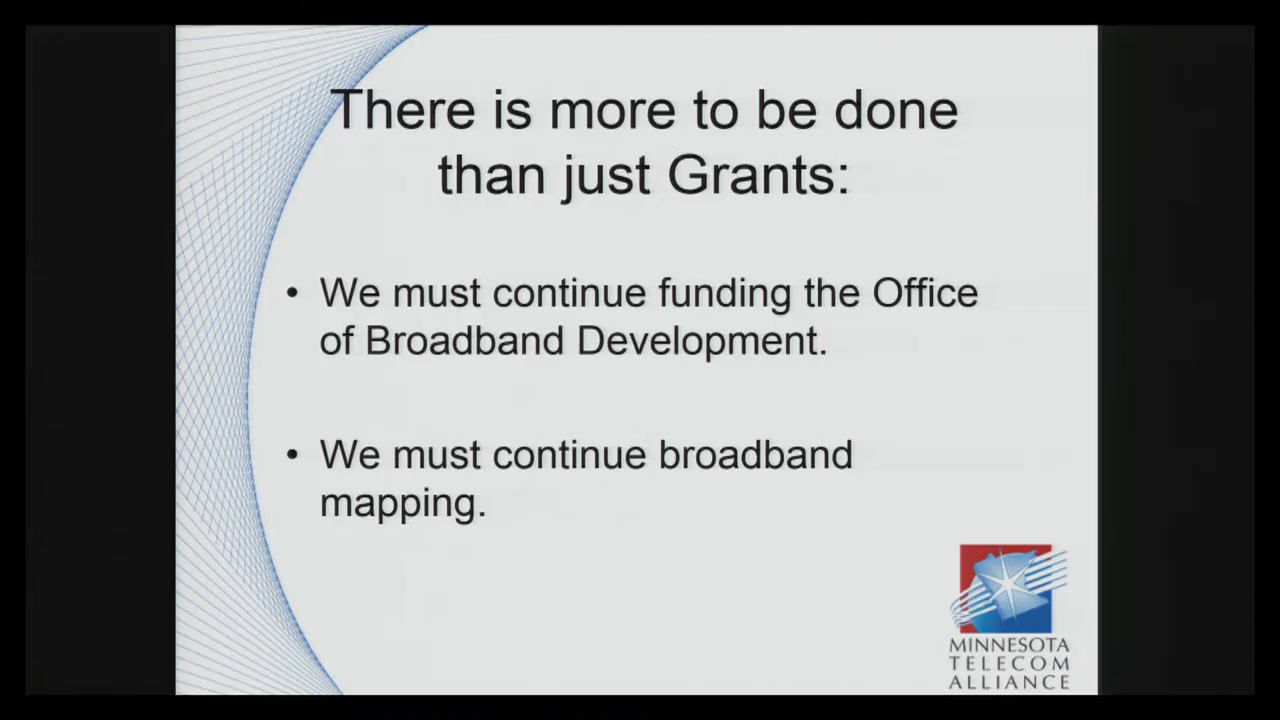 There is more to be done
than just Grants:
• We must continue funding the Office
of Broadband Development.
• We must continue broadband
mapping.
MINNESOTA
TELECOM
ALLIANCE